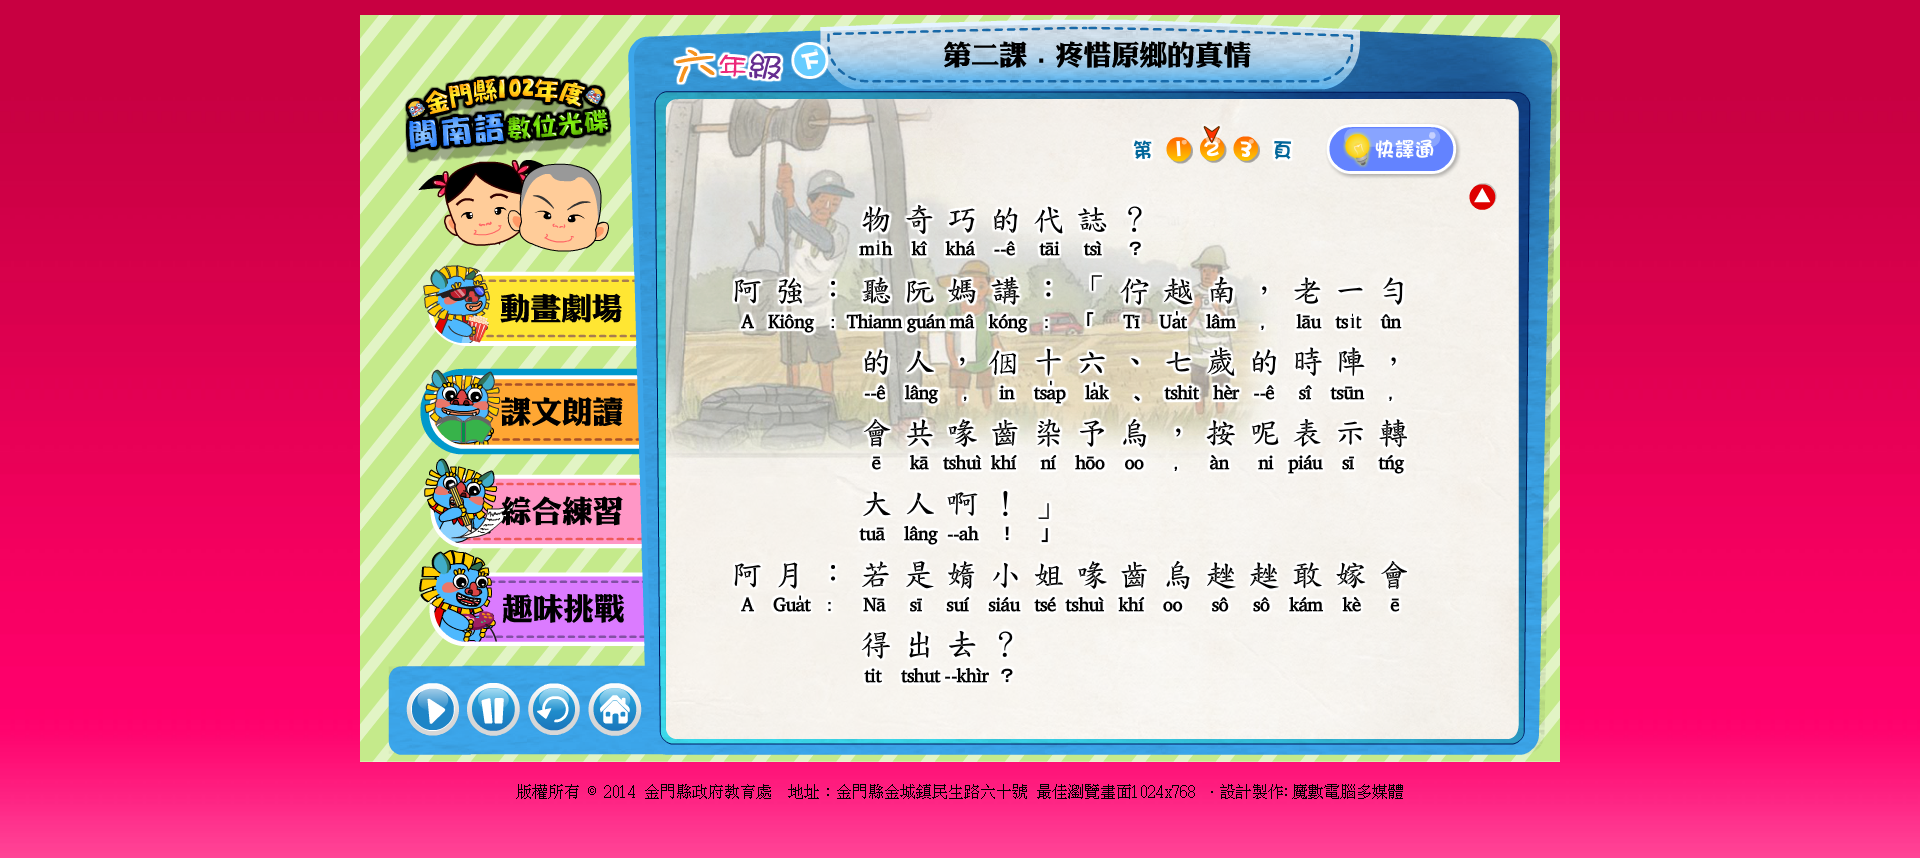 六年級 下
第二課．疼惜原鄉的真情
金門縣102年度
閩南語數位光碟
動畫劇場
課文朗讀
綜合練習
趣味挑戰
第 1 2 3 頁
快譯通
物奇巧的代誌？
mih kî khá --ê tāi tsì ?
阿強：聽阮媽講：「佇越南，老一勻
A Kiông : Thiann guán mâ kóng : 「 Tī Ua̍t lâm , lāu tsi̍t ûn
的人，個十六、七歲的時陣，
--ê lâng , in tsa̍p la̍k 、 tshit hèr --ê sî tsūn ,
會共喙齒染予烏，按呢表示轉
ē kā tshuì khí ní hōo oo , àn ni piáu sī tńg
大人啊！」
tuā lâng --ah ! 」
阿月：若是媠小姐喙齒烏趖趖敢嫁會
A Gua̍t : Nā sī suí siáu tsé tshuì khí oo sô sô kám kè ē
得出去？
tit tshut --khìr ?
版權所有 © 2014 金門縣政府教育處 地址：金門縣金城鎮民生路六十號 最佳瀏覽畫面1024x768 ．設計製作:魔數電腦多媒體